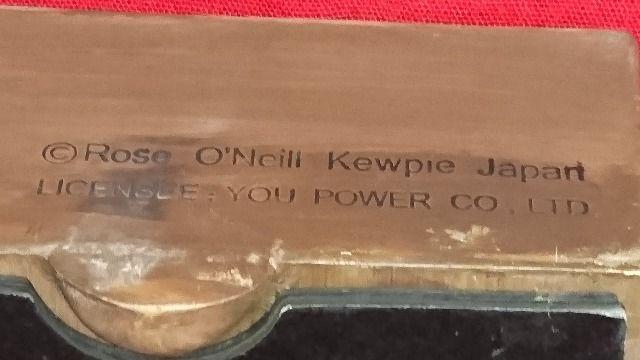 ©Rose O'Neill Kewpie Japan
LICENSEE: YOU POWER CO., LTD